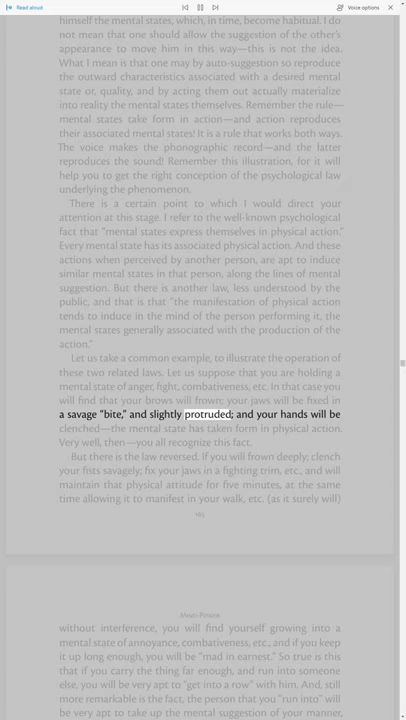 Read aloud
Voice options
himself the mental states, which, in time, become habitual. I do
not mean that one should allow the suggestion of the other's
appearance to move him in this way—this is not the idea.
What I mean is that one may by auto-suggestion so reproduce
the outward characteristics associated with a desired mental
state or, quality, and by acting them out actually materialize
into reality the mental states themselves. Remember the rule—
mental states take form in action—and action reproduces
their associated mental states! It is a rule that works both ways.
The voice makes the phonographic record—and the latter
reproduces the sound! Remember this illustration, for it will
help you to get the right conception of the psychological law
underlying the phenomenon.
There is a certain point to which I would direct your
attention at this stage. I refer to the well-known psychological
fact that "mental states express themselves in physical action."
Every mental state has its associated physical action. And these
actions when perceived by another person, are apt to induce
similar mental states in that person, along the lines of mental
suggestion. But there is another law, less understood by the
public, and that is that "the manifestation of physical action
tends to induce in the mind of the person performing it, the
mental states generally associated with the production of the
action."
Let us take a common example, to illustrate the operation of
these two related laws. Let us suppose that you are holding a
mental state of anger, fight, combativeness, etc. In that case you
will find that your brows will frown; your jaws will be fixed in
a savage "bite," and slightly protruded; and your hands will be
clenched—the mental state has taken form in physical action.
Very well, then—you all recognize this fact.
But there is the law reversed. If you will frown deeply; clench
your fists savagely; fix your jaws in a fighting trim, etc., and will
maintain that physical attitude for five minutes, at the same
time allowing it to manifest in your walk, etc. (as it surely will)
Mind-Power
without interference, you will find yourself growing into a
state of annoyance, combativeness, etc., and if you keep
it up long enough, you will be "mad in earnest." So true is this
that if you carry the thing far enough, and run into someone
else, you will be very apt to "get into a row" with him. And, still
more remarkable is the fact, the person that you "run into" will
be very apt to take up the mental suggestion of your manner,